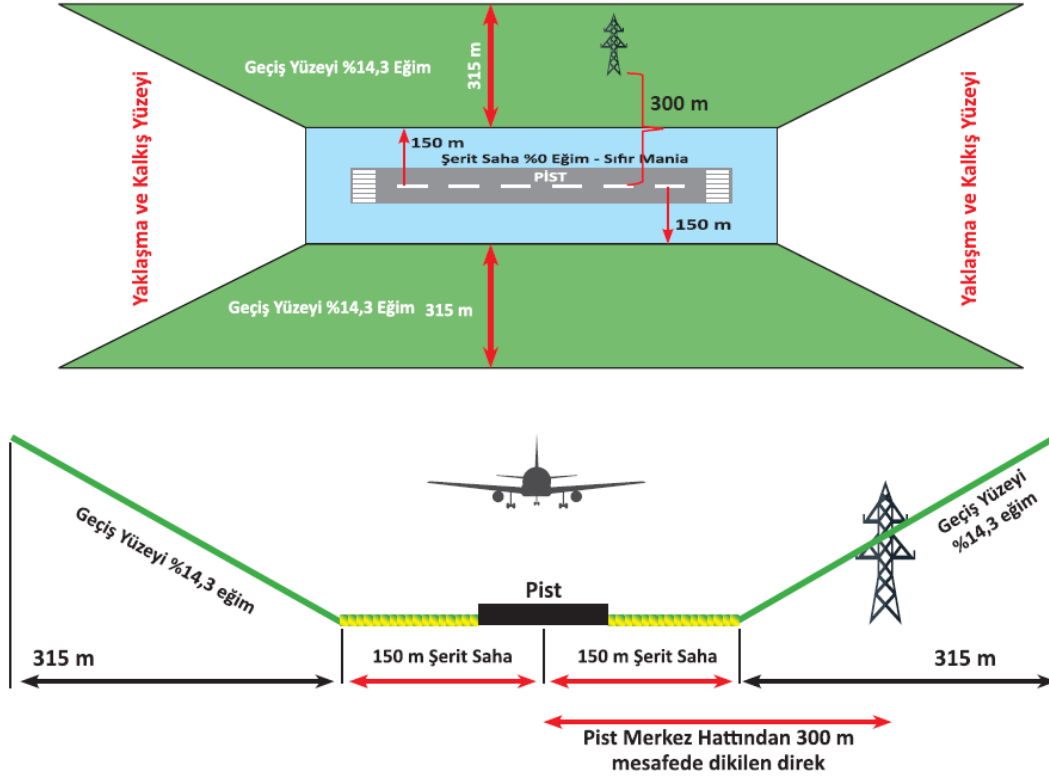 315 m
Geçiş Yüzeyi %14,3 Eğim
300 m
150 m
Şerit Saha %0 Eğim - Sıfır Mania
PİST
150 m
Yaklaşma ve Kalkış Yüzeyi
Yaklaşma ve Kalkış Yüzeyi
Geçiş Yüzeyi %14,3 Eğim
315 m
Geçiş Yüzeyi %14,3 eğim
Geçiş Yüzeyi
%14,3 eğim
Pist
315 m
150 m Şerit Saha
150 m Şerit Saha
315 m
Pist Merkez Hattından 300 m
mesafede dikilen direk